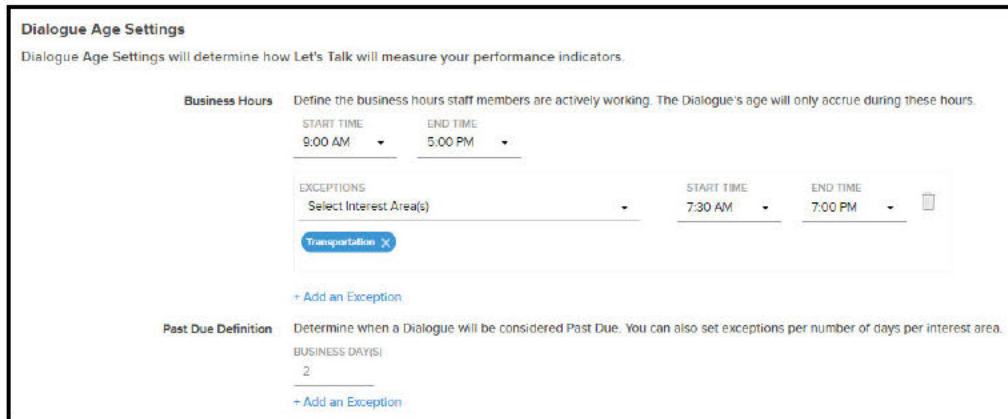 Dialogue Age Settings
Dialogue Age Settings will determine how Let's Talk will measure your performance indicators.
Business Hours Define the business hours staff members are actively working. The Dialogue's age will only accrue during these hours.
START TIME END TIME
9:00 AM 5:00 PM
EXCEPTIONS START TIME END TIME
Select Interest Area(s) 7:30 AM 7:00 PM
Transportation X
+ Add an Exception
Past Due Definition Determine when a Dialogue will be considered Past Due. You can also set exceptions per number of days per interest area.
BUSINESS DAY(S)
2
+ Add an Exception